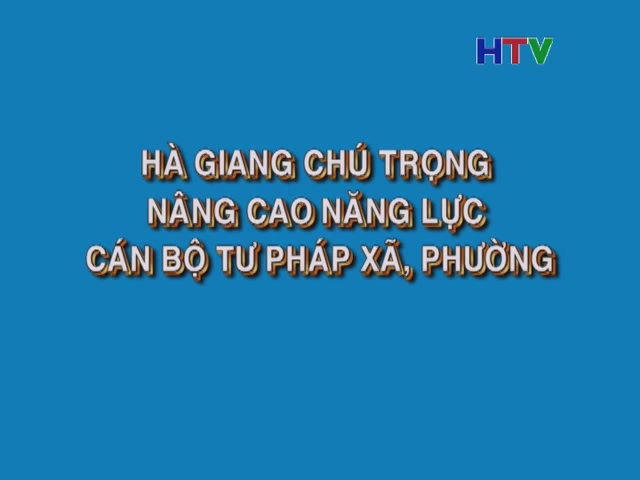 HTV
HÀ GIANG CHÚ TRỌNG
NÂNG CAO NĂNG LỰC
CÁN BỘ TƯ PHÁP XÃ, PHƯỜNG